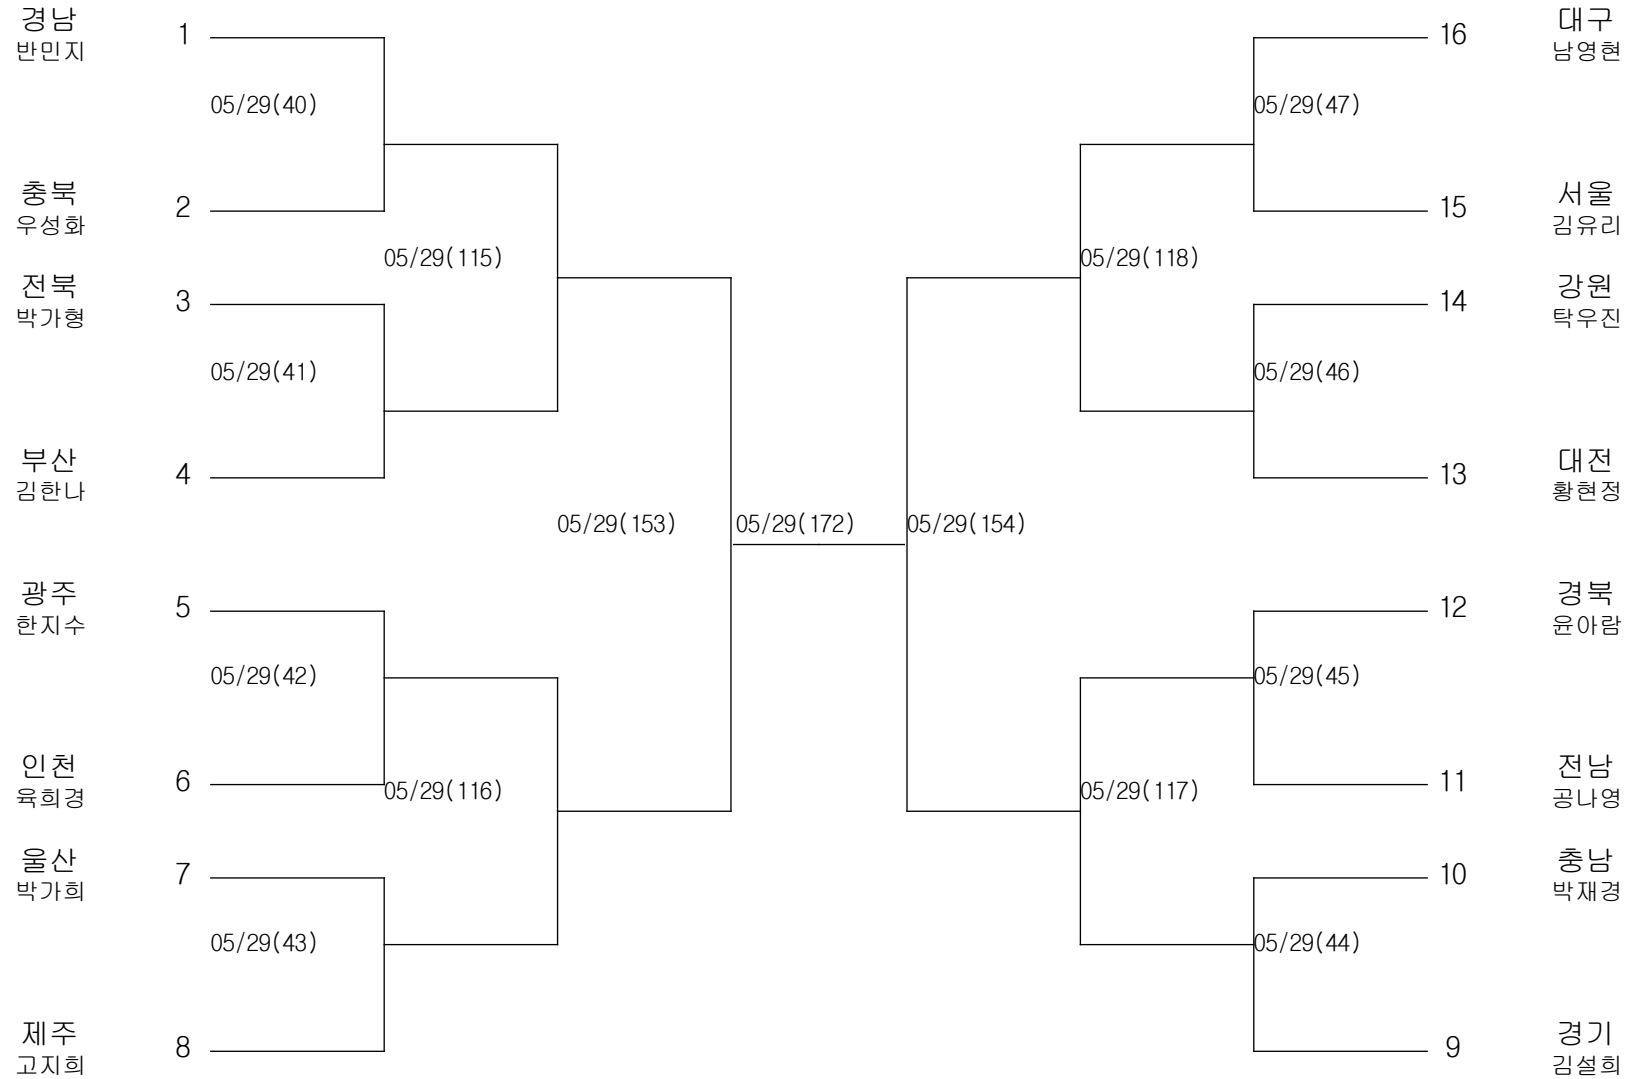 경남
반민지
1
05/29(40)
충북
우성화
2
05/29(115)
전북
박가형
3
05/29(41)
부산
김한나
4
05/29(153)
광주
한지수
5
05/29(42)
인천
육희경
6
05/29(116)
울산
박가희
7
05/29(43)
제주
고지희
8
05/29(172)
16
대구
남영현
05/29(47)
15
서울
김유리
05/29(118)
14
강원
탁우진
05/29(46)
13
대전
황현정
05/29(154)
12
경북
윤아람
05/29(45)
11
전남
공나영
05/29(117)
10
충남
박재경
05/29(44)
9
경기
김설희